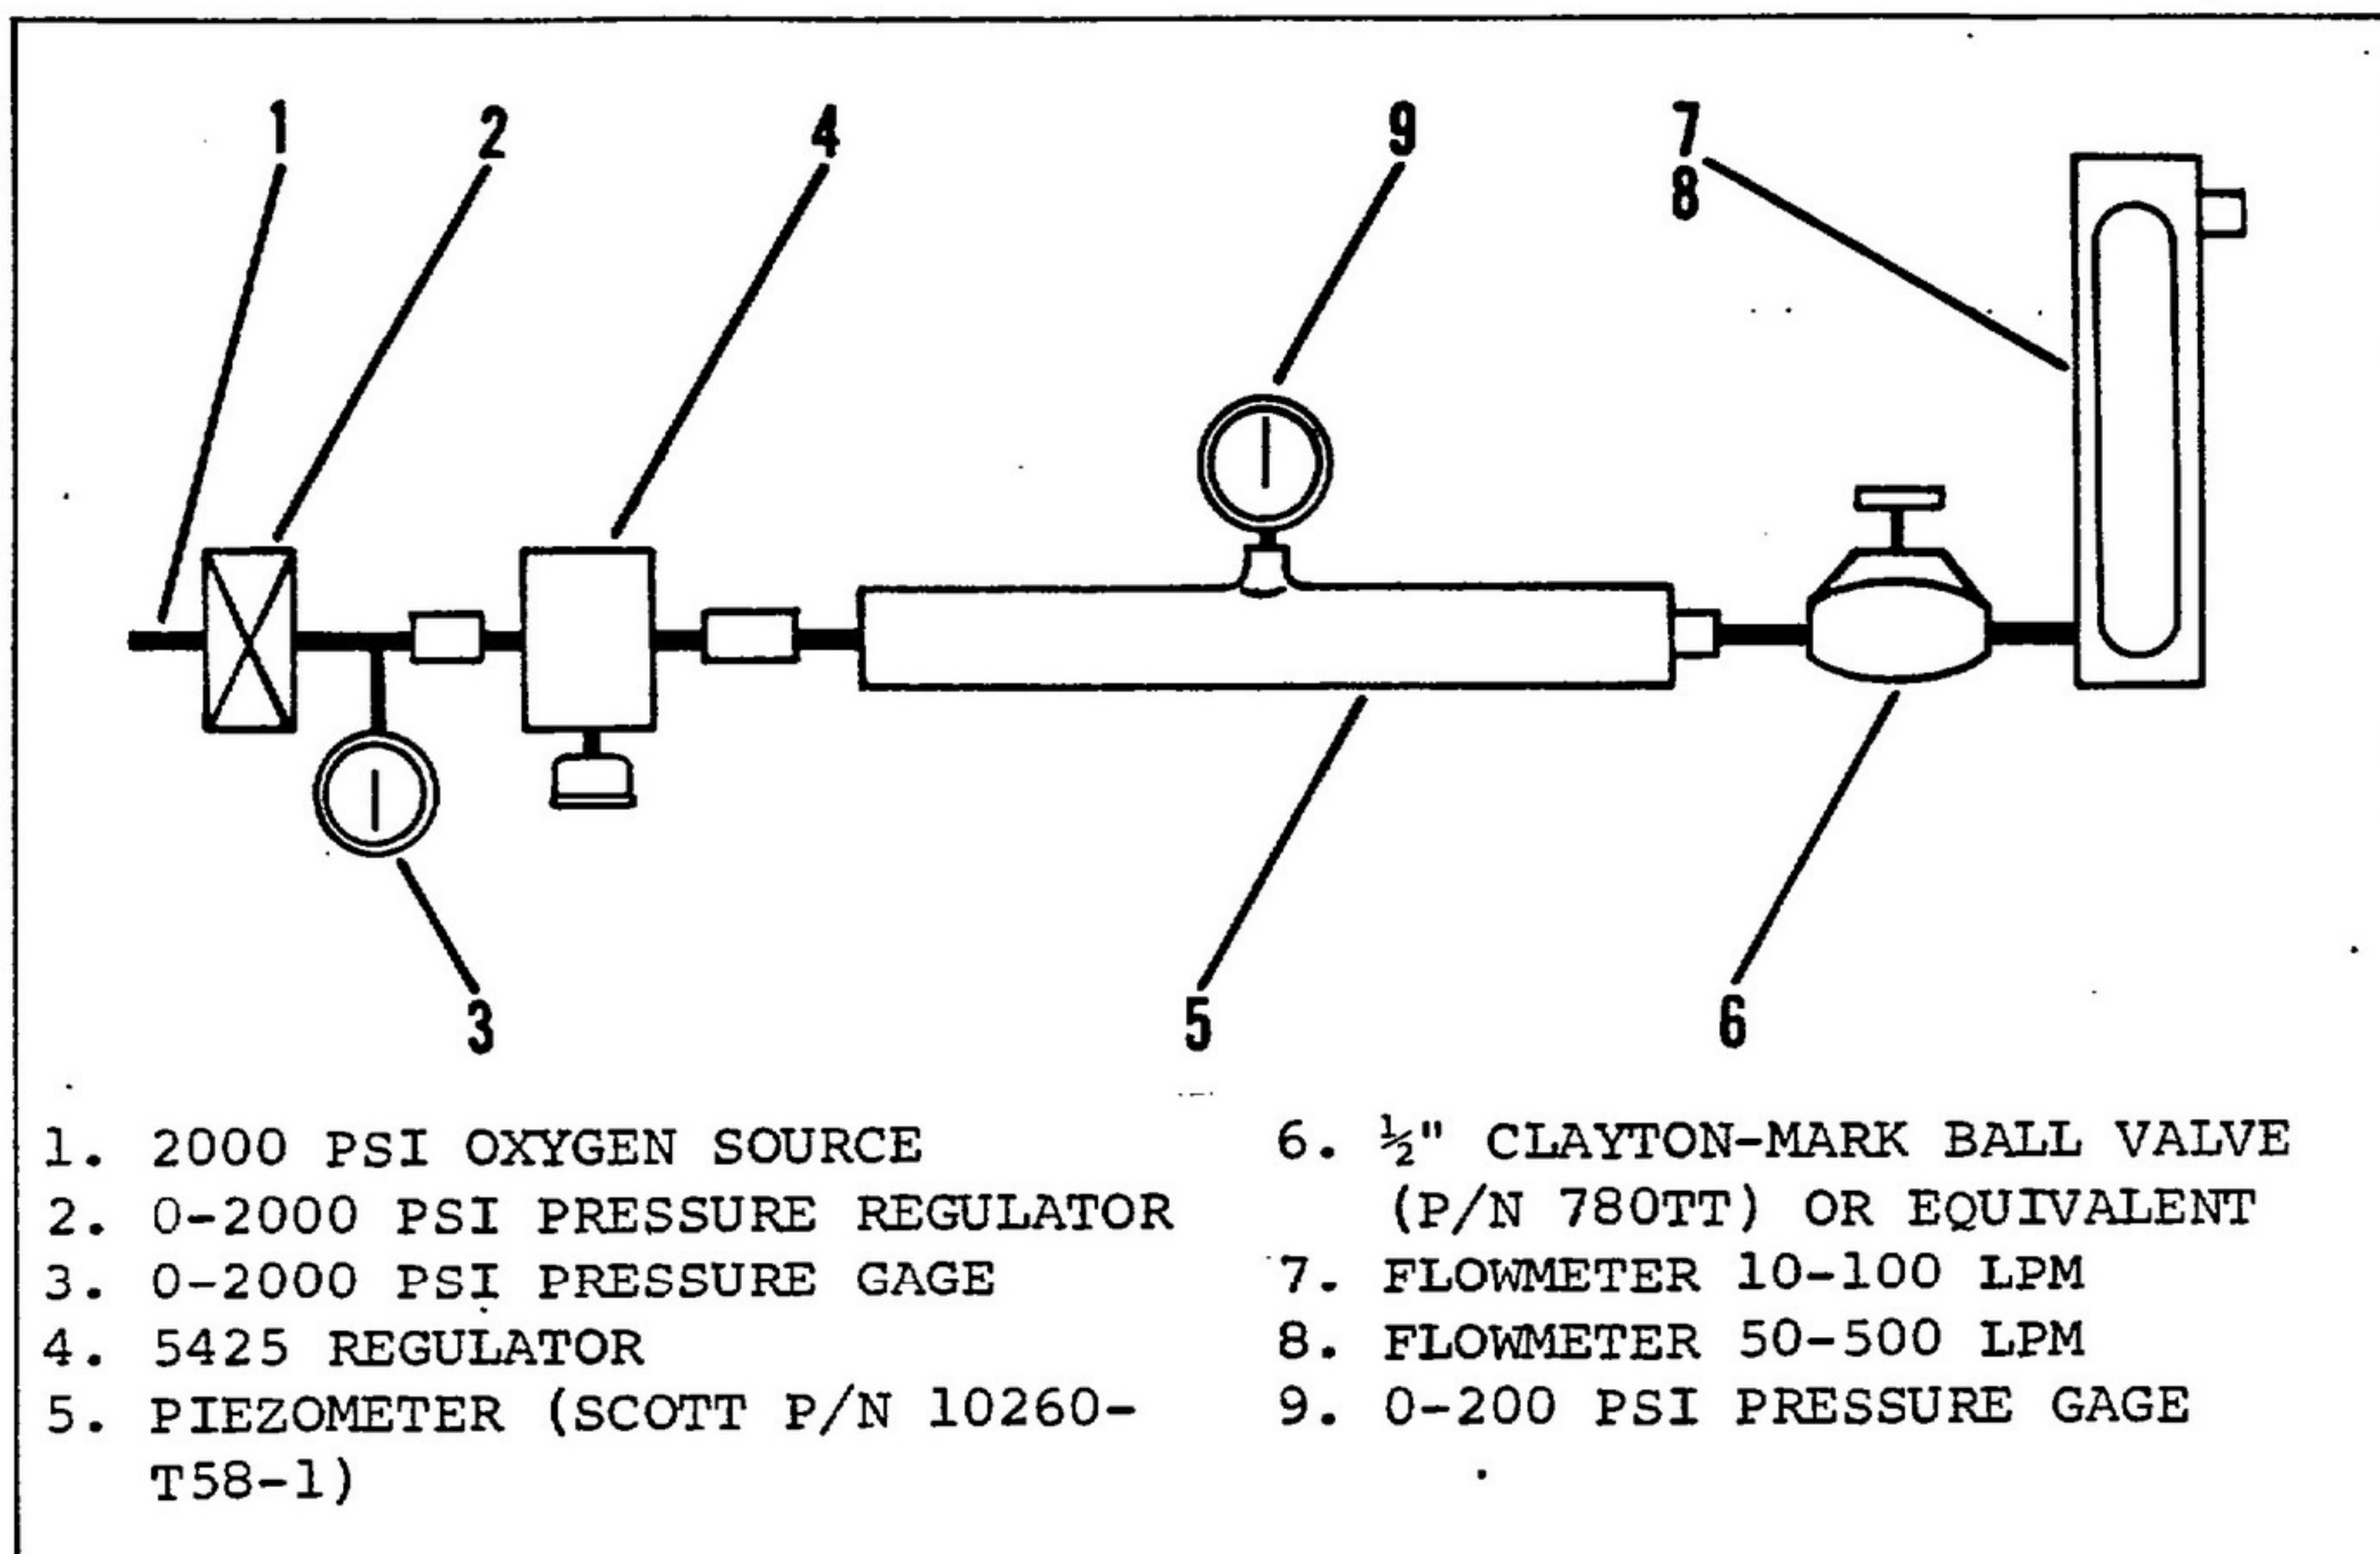 1 2 4 9 7
8
3 5 6
1. 2000 PSI OXYGEN SOURCE
2. 0-2000 PSI PRESSURE REGULATOR
3. 0-2000 PSI PRESSURE GAGE
4. 5425 REGULATOR
5. PIEZOMETER (SCOTT P/N 10260-
T58-1)
6. ½" CLAYTON-MARK BALL VALVE
(P/N 780TT) OR EQUIVALENT
7. FLOWMETER 10-100 LPM
8. FLOWMETER 50-500 LPM
9. 0-200 PSI PRESSURE GAGE